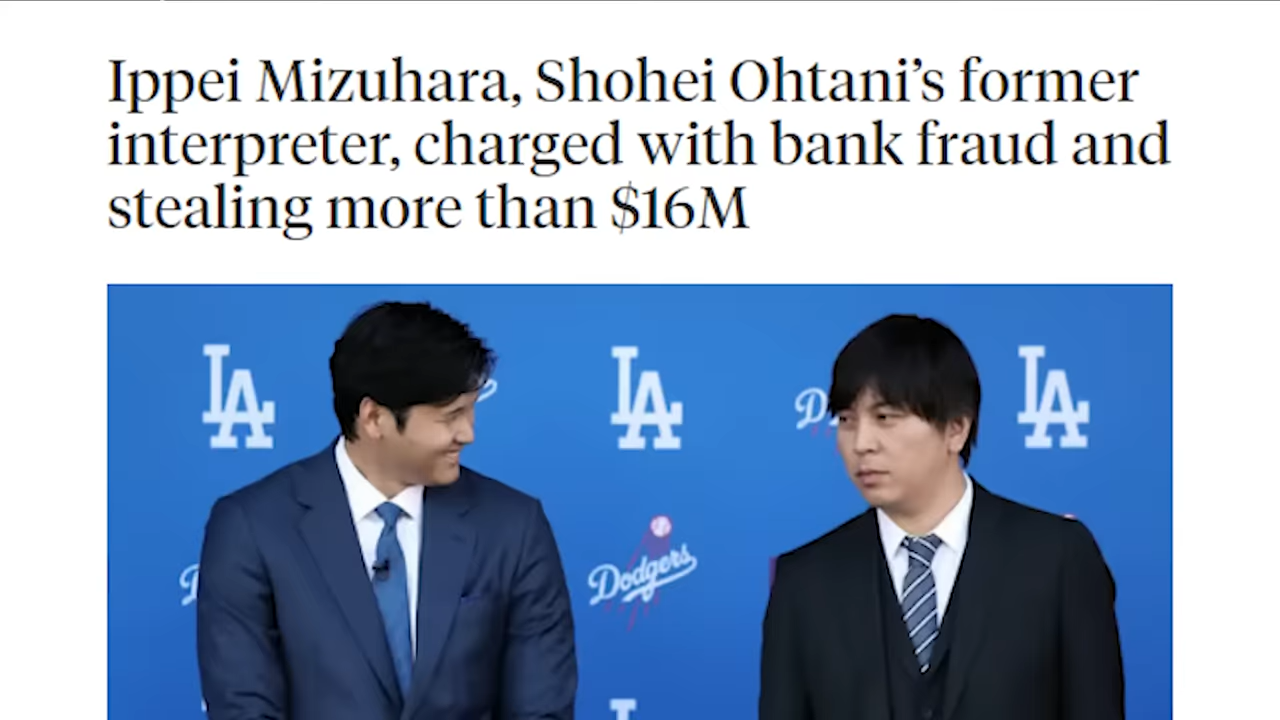 Ippei Mizuhara, Shohei Ohtani’s former
interpreter, charged with bank fraud and
stealing more than $16M
LA
LA
LA
Dodgers